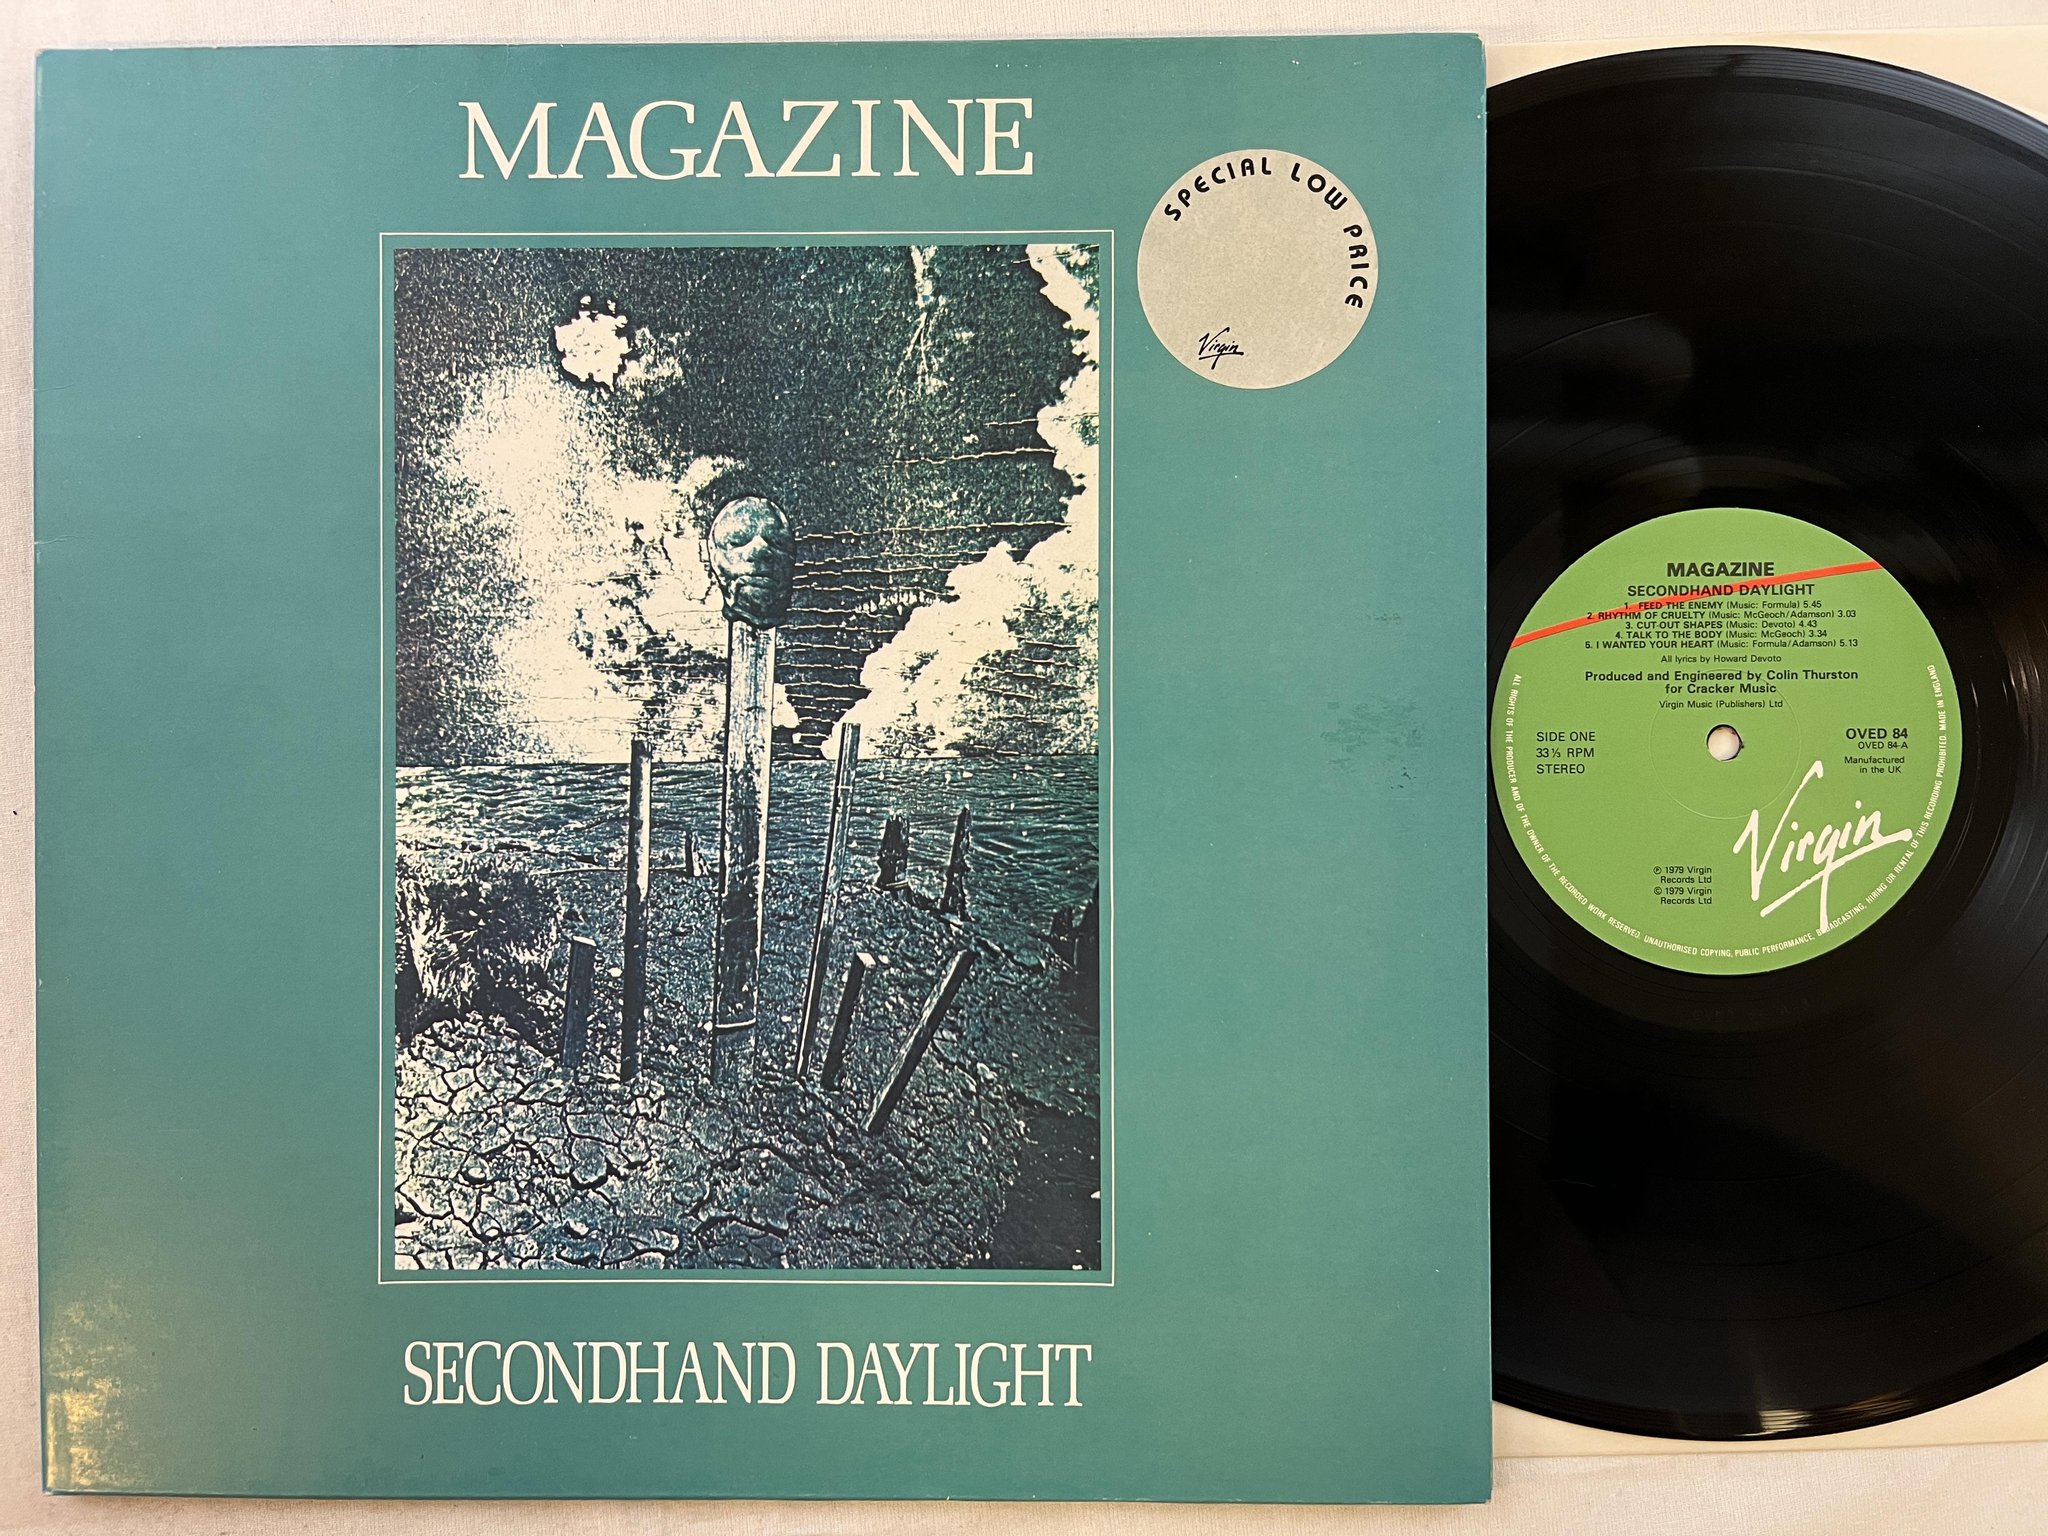 MAGAZINE
SPECIAL LOW PRICE
Virgin
SECONDHAND DAYLIGHT
MAGAZINE
SECONDHAND DAYLIGHT
1. FEED THE ENEMY (Music: Formula) 5.45
2. RHYTHM OF CRUELTY (Music: McGeoch/Adamson) 3.03
3. CUT-OUT SHAPES (Music: Devoto) 4.43
4. TALK TO THE BODY (Music: McGeoch) 3.34
5. I WANTED YOUR HEART (Music: Formula/Adamson) 5.13
All lyrics by Howard Devoto
Produced and Engineered by Colin Thurston
for Cracker Music
Virgin Music (Publishers) Ltd
SIDE ONE
33⅓ RPM
STEREO
OVED 84
OVED 84-A
Manufactured
in the UK
Virgin
℗ 1979 Virgin
Records Ltd
© 1979 Virgin
Records Ltd
ALL RIGHTS OF THE PRODUCER AND OF THE OWNER OF THE RECORDED WORK RESERVED. UNAUTHORISED COPYING, PUBLIC PERFORMANCE, BROADCASTING, HIRING OR RENTAL OF THIS RECORDING PROHIBITED. MADE IN ENGLAND